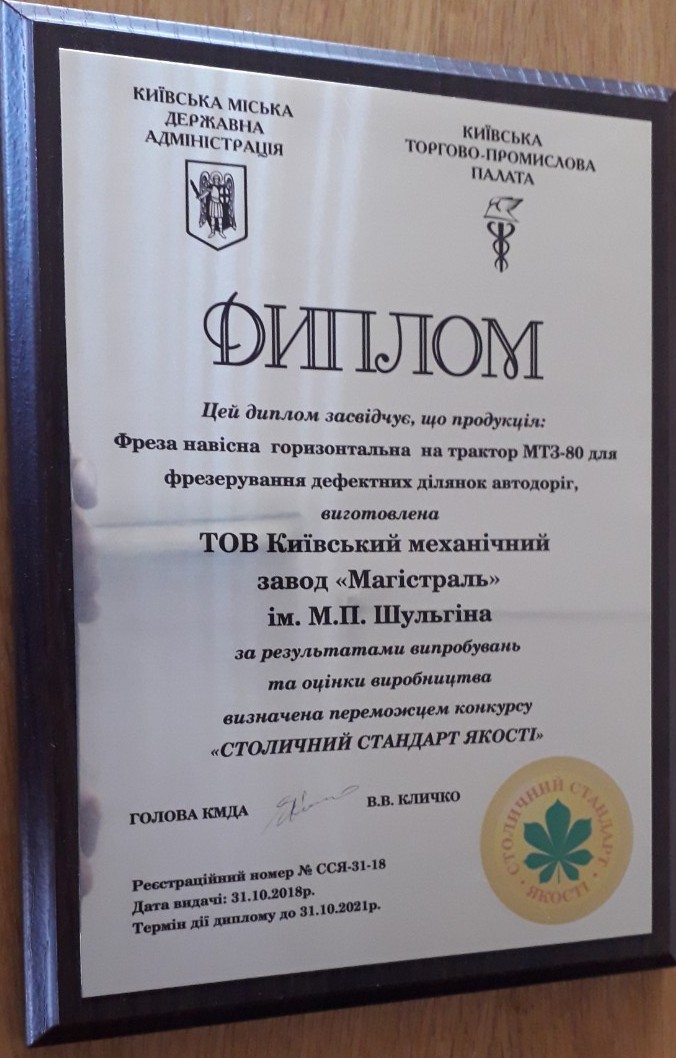 КИЇВСЬКА МІСЬКА
ДЕРЖАВНА
АДМІНІСТРАЦІЯ
КИЇВСЬКА
ТОРГОВО-ПРОМИСЛОВА
ПАЛАТА
ДИПЛОМ
Цей диплом засвідчує, що продукція:
Фреза навісна горизонтальна на трактор МТЗ-80 для
фрезерування дефектних ділянок автодоріг,
виготовлена
ТОВ Київський механічний
завод «Магістраль»
ім. М.П. Шульгіна
за результатами випробувань
та оцінки виробництва
визначена переможцем конкурсу
«СТОЛИЧНИЙ СТАНДАРТ ЯКОСТІ»
ГОЛОВА КМДА В.В. КЛИЧКО
Реєстраційний номер № ССЯ-31-18
Дата видачі: 31.10.2018р.
Термін дії диплому до 31.10.2021р.
СТОЛИЧНИЙ СТАНДАРТ
ЯКОСТІ